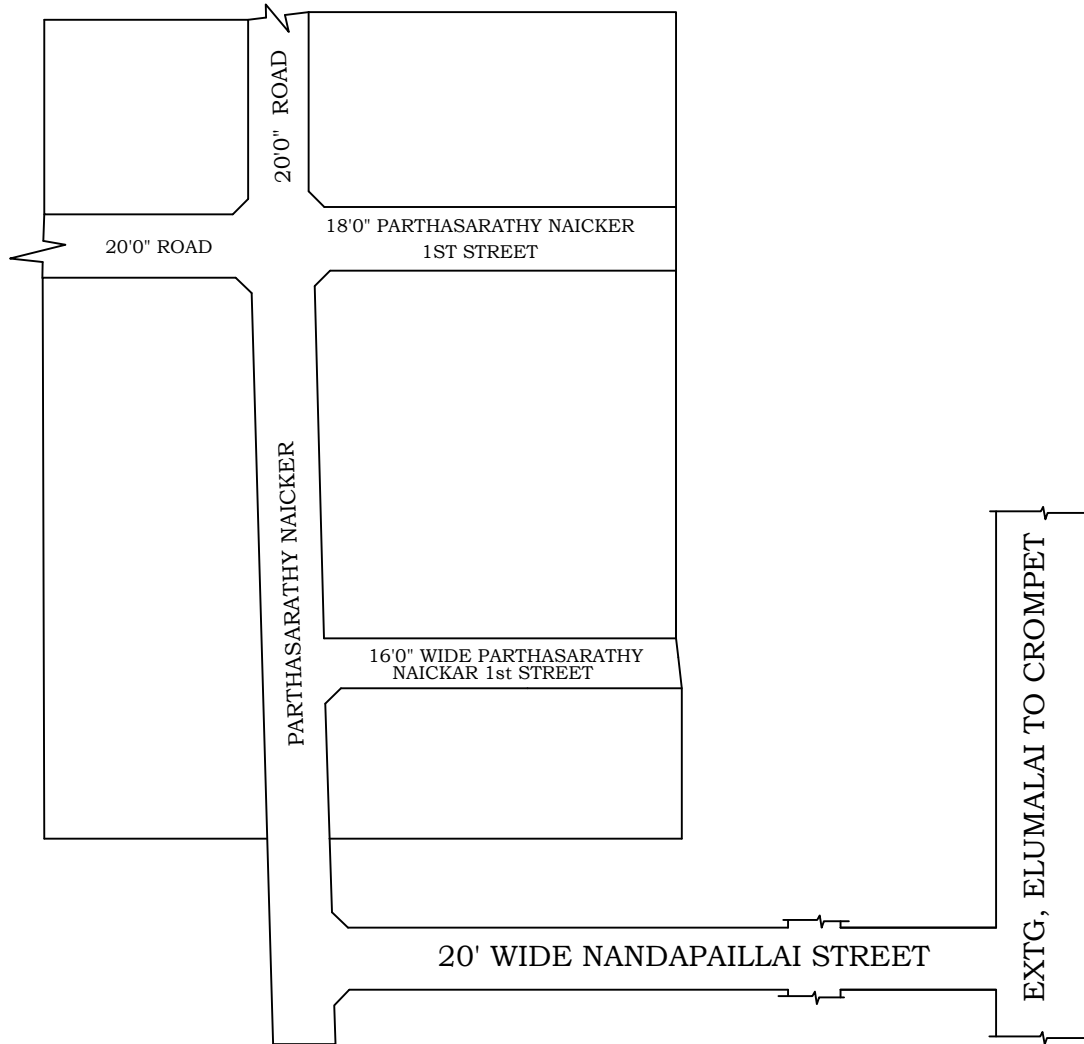 20'0" ROAD
18'0" PARTHASARATHY NAICKER
1ST STREET
20'0" ROAD
PARTHASARATHY NAICKER
16'0" WIDE PARTHASARATHY
NAICKAR 1st STREET
EXTG, ELUMALAI TO CROMPET
20' WIDE NANDAPAILLAI STREET